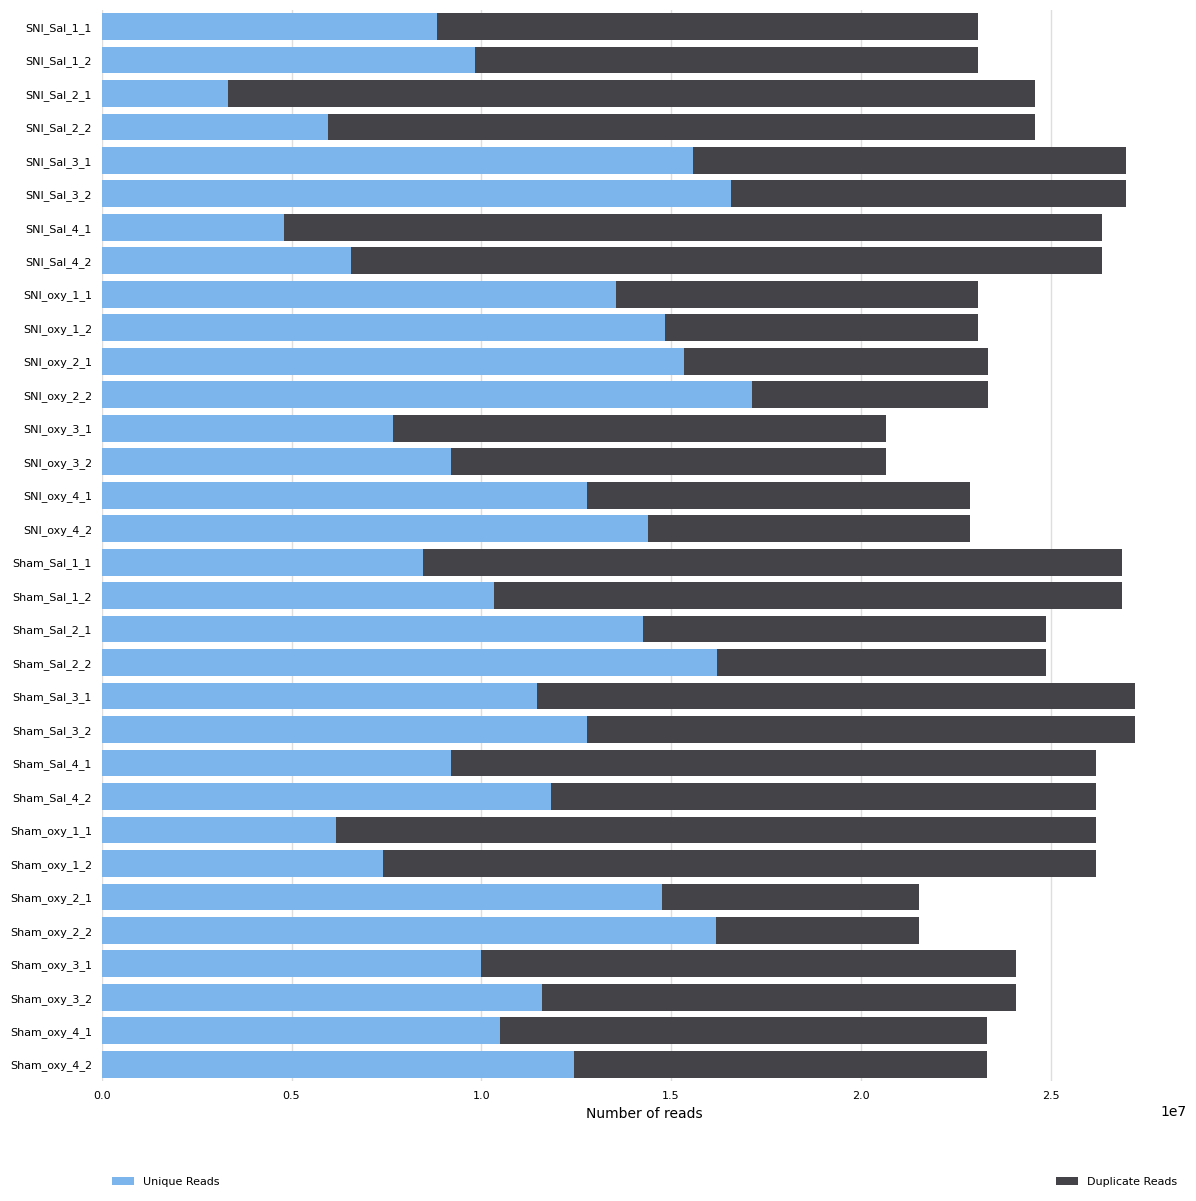 SNI_Sal_1_1
SNI_Sal_1_2
SNI_Sal_2_1
SNI_Sal_2_2
SNI_Sal_3_1
SNI_Sal_3_2
SNI_Sal_4_1
SNI_Sal_4_2
SNI_oxy_1_1
SNI_oxy_1_2
SNI_oxy_2_1
SNI_oxy_2_2
SNI_oxy_3_1
SNI_oxy_3_2
SNI_oxy_4_1
SNI_oxy_4_2
Sham_Sal_1_1
Sham_Sal_1_2
Sham_Sal_2_1
Sham_Sal_2_2
Sham_Sal_3_1
Sham_Sal_3_2
Sham_Sal_4_1
Sham_Sal_4_2
Sham_oxy_1_1
Sham_oxy_1_2
Sham_oxy_2_1
Sham_oxy_2_2
Sham_oxy_3_1
Sham_oxy_3_2
Sham_oxy_4_1
Sham_oxy_4_2
0.0 0.5 1.0 1.5 2.0 2.5
Number of reads 1e7
Unique Reads Duplicate Reads